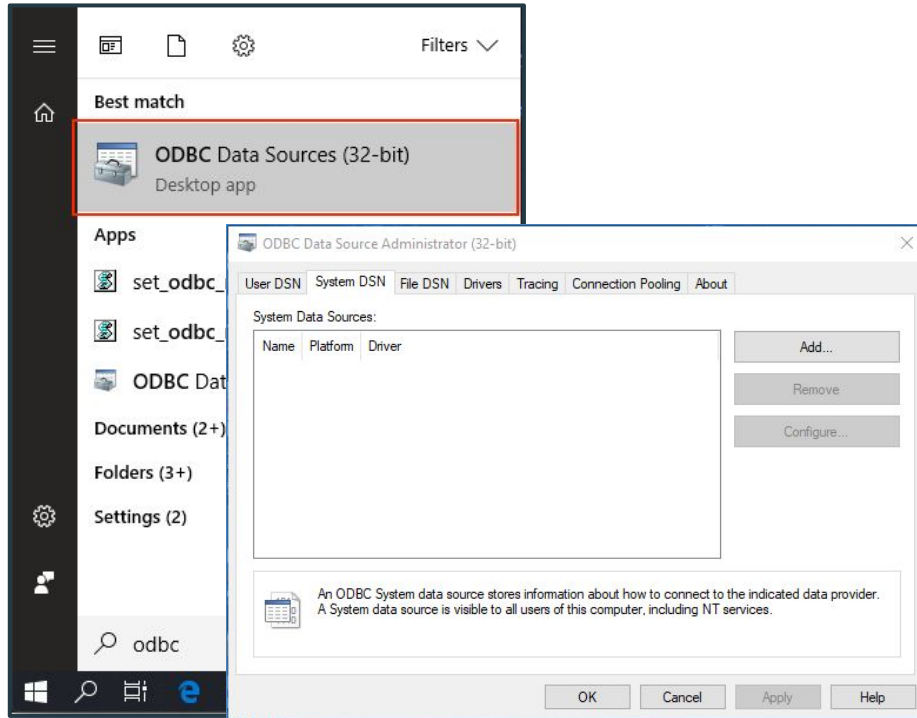 Filters
Best match
ODBC Data Sources (32-bit)
Desktop app
Apps
set_odbc_
set_odbc_
ODBC Dat
Documents (2+)
Folders (3+)
Settings (2)
odbc
ODBC Data Source Administrator (32-bit)
User DSN System DSN File DSN Drivers Tracing Connection Pooling About
System Data Sources:
Name Platform Driver
Add...
Remove
Configure...
An ODBC System data source stores information about how to connect to the indicated data provider.
A System data source is visible to all users of this computer, including NT services.
OK Cancel Apply Help